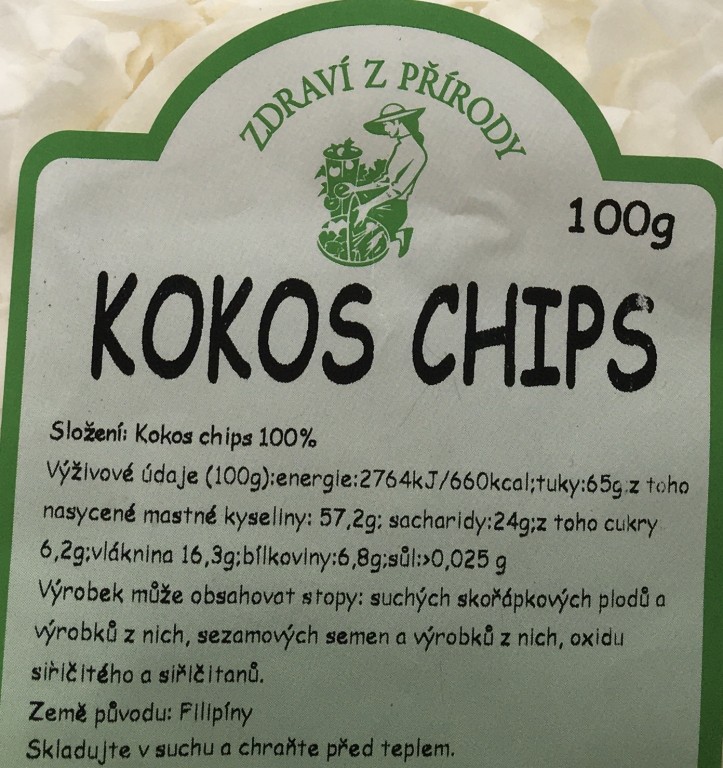 ZDRAVÍ Z PŘÍRODY
100g
KOKOS CHIPS
Složení: Kokos chips 100%
Výživové údaje (100g):energie:2764kJ/660kcal;tuky:65g;z toho
nasycené mastné kyseliny: 57,2g; sacharidy:24g;z toho cukry
6,2g;vláknina 16,3g;bílkoviny:6,8g;sůl:>0,025 g
Výrobek může obsahovat stopy: suchých skořápkových plodů a
výrobků z nich, sezamových semen a výrobků z nich, oxidu
siřičitého a siřičitanů.
Země původu: Filipíny
Skladujte v suchu a chraňte před teplem.